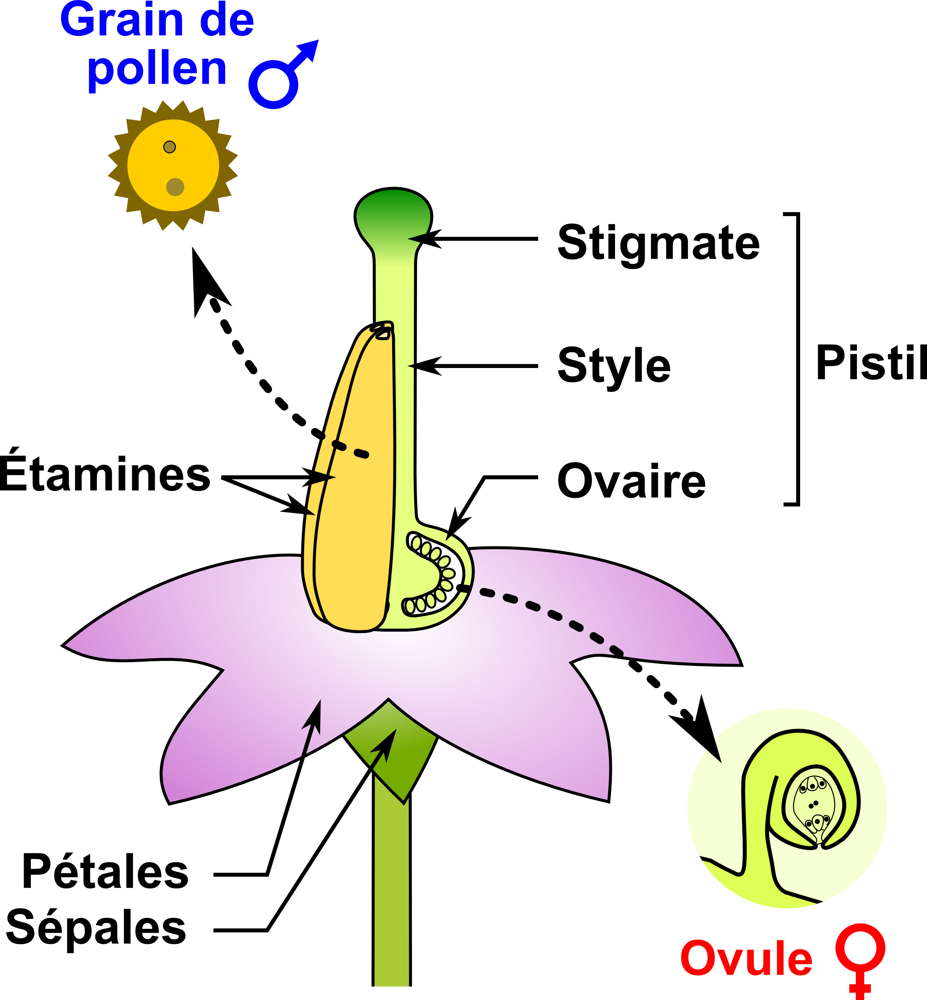 Grain de
pollen
Stigmate
Style
Pistil
Étamines
Ovaire
Pétales
Sépales
Ovule